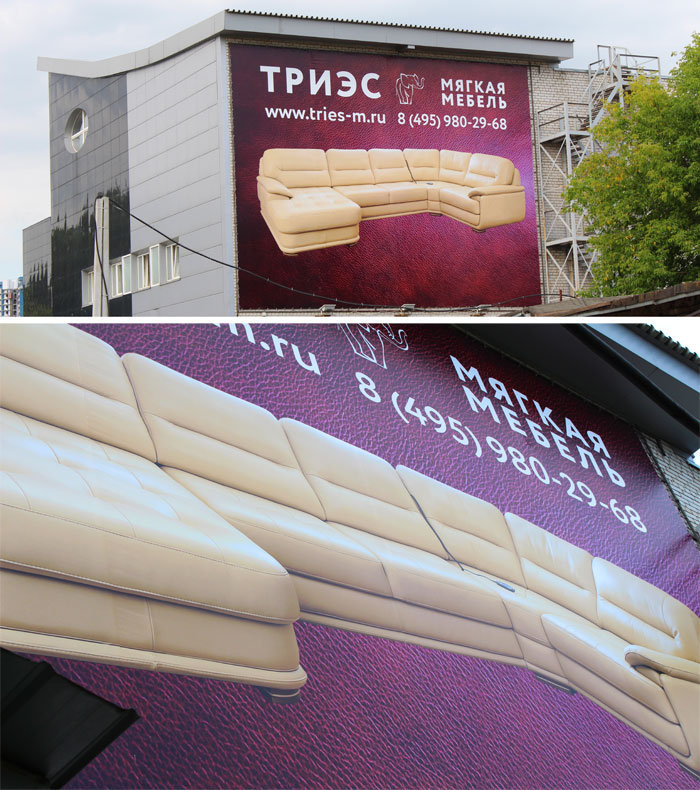 ТРИЭС
МЯГКАЯ
МЕБЕЛЬ
www.tries-m.ru 8 (495) 980-29-68
m.ru
МЯГКАЯ
МЕБЕЛЬ
8 (495) 980-29-68